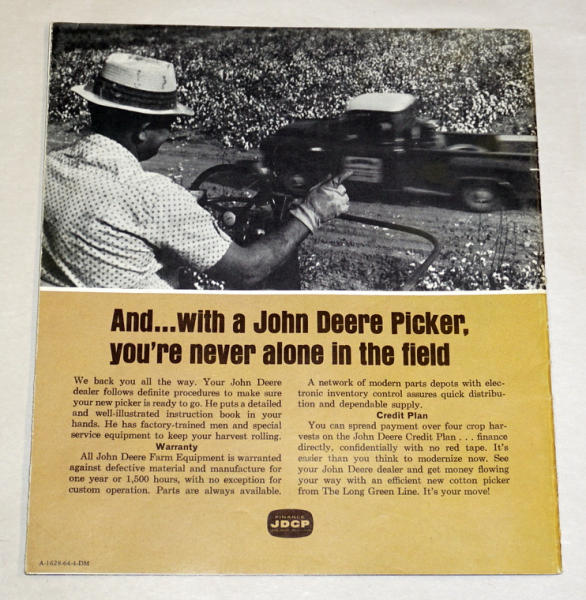 And...with a John Deere Picker,
you're never alone in the field
We back you all the way. Your John Deere
dealer follows definite procedures to make sure
your new picker is ready to go. He puts a detailed
and well-illustrated instruction book in your
hands. He has factory-trained men and special
service equipment to keep your harvest rolling.
Warranty
All John Deere Farm Equipment is warranted
against defective material and manufacture for
one year or 1,500 hours, with no exception for
custom operation. Parts are always available.
A network of modern parts depots with elec-
tronic inventory control assures quick distribu-
tion and dependable supply.
Credit Plan
You can spread payment over four crop har-
vests on the John Deere Credit Plan . . . finance
directly, confidentially with no red tape. It's
easier than you think to modernize now. See
your John Deere dealer and get money flowing
your way with an efficient new cotton picker
from The Long Green Line. It's your move!
FINANCE
JDCP
A-1628-64-4-DM